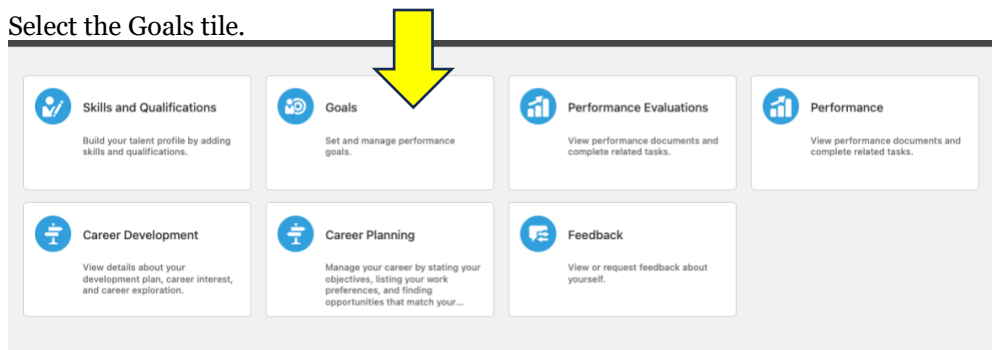 Select the Goals tile.
Skills and Qualifications
Build your talent profile by adding
skills and qualifications.
Goals
Set and manage performance
goals.
Performance Evaluations
View performance documents and
complete related tasks.
Performance
View performance documents and
complete related tasks.
Career Development
View details about your
development plan, career interest,
and career exploration.
Career Planning
Manage your career by stating your
objectives, listing your work
preferences, and finding
opportunities that match your...
Feedback
View or request feedback about
yourself.